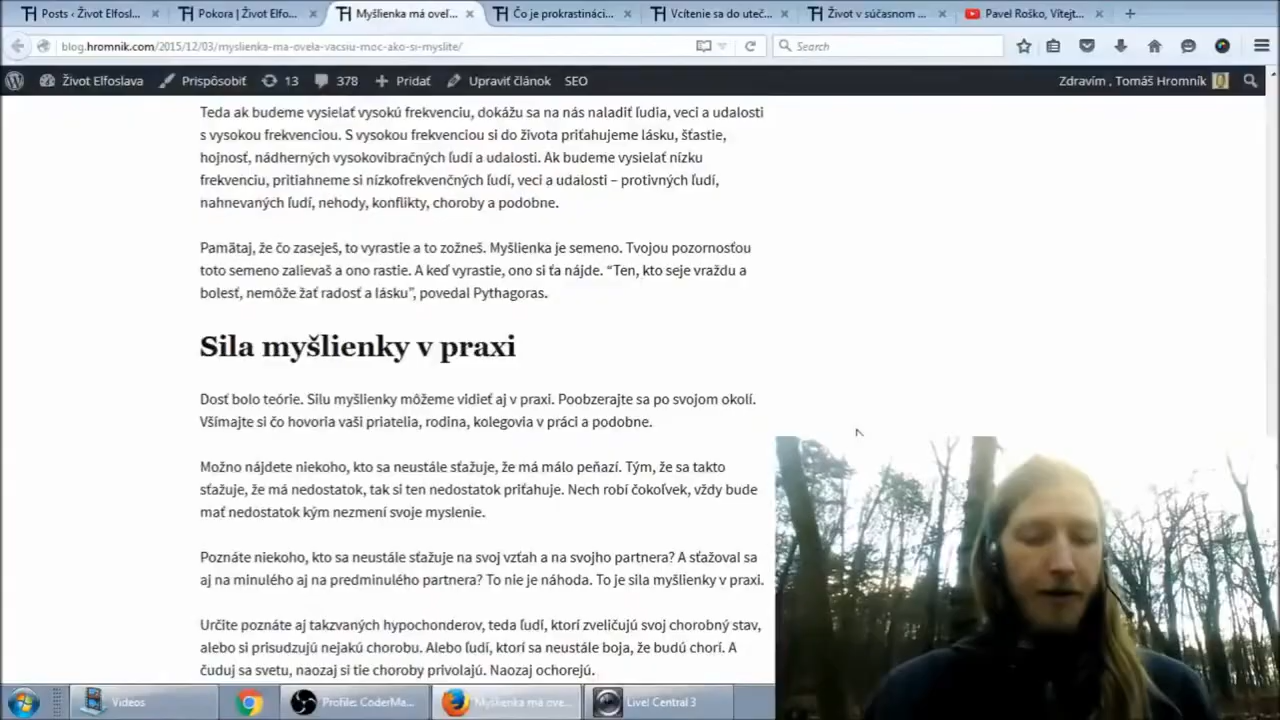 Posts ‹ Život Elfoslav...
Pokora | Život Elfoslav...
Myšlienka má oveľ...
Čo je prokrastináci...
Vcítenie sa do uteč...
Život v súčasnom ...
Pavel Roško, Vítejt...
blog.hromnik.com/2015/12/03/myslienka-ma-ovela-vacsiu-moc-ako-si-myslite/
Search
Život Elfoslava
Prispôsobiť
13
378
Pridať
Upraviť článok
SEO
Zdravím , Tomáš Hromník
Teda ak budeme vysielať vysokú frekvenciu, dokážu sa na nás naladiť ľudia, veci a udalosti
s vysokou frekvenciou. S vysokou frekvenciou si do života priťahujeme lásku, šťastie,
hojnosť, nádherných vysokovibračných ľudí a udalosti. Ak budeme vysielať nízku
frekvenciu, pritiahneme si nízkofrekvenčných ľudí, veci a udalosti – protivných ľudí,
nahnevaných ľudí, nehody, konflikty, choroby a podobne.
Pamätaj, že čo zaseješ, to vyrastie a to zožneš. Myšlienka je semeno. Tvojou pozornosťou
toto semeno zalievaš a ono rastie. A keď vyrastie, ono si ťa nájde. “Ten, kto seje vraždu a
bolesť, nemôže žať radosť a lásku”, povedal Pythagoras.
Sila myšlienky v praxi
Dosť bolo teórie. Silu myšlienky môžeme vidieť aj v praxi. Poobzerajte sa po svojom okolí.
Všímajte si čo hovoria vaši priatelia, rodina, kolegovia v práci a podobne.
Možno nájdete niekoho, kto sa neustále sťažuje, že má málo peňazí. Tým, že sa takto
sťažuje, že má nedostatok, tak si ten nedostatok priťahuje. Nech robí čokoľvek, vždy bude
mať nedostatok kým nezmení svoje myslenie.
Poznáte niekoho, kto sa neustále sťažuje na svoj vzťah a na svojho partnera? A sťažoval sa
aj na minulého aj na predminulého partnera? To nie je náhoda. To je sila myšlienky v praxi.
Určite poznáte aj takzvaných hypochonderov, teda ľudí, ktorí zveličujú svoj chorobný stav,
alebo si prisudzujú nejakú chorobu. Alebo ľudí, ktorí sa neustále boja, že budú chorí. A
čuduj sa svetu, naozaj si tie choroby privolajú. Naozaj ochorejú.
Videos
Profile: CoderMa...
Myšlienka má ove...
Live! Central 3